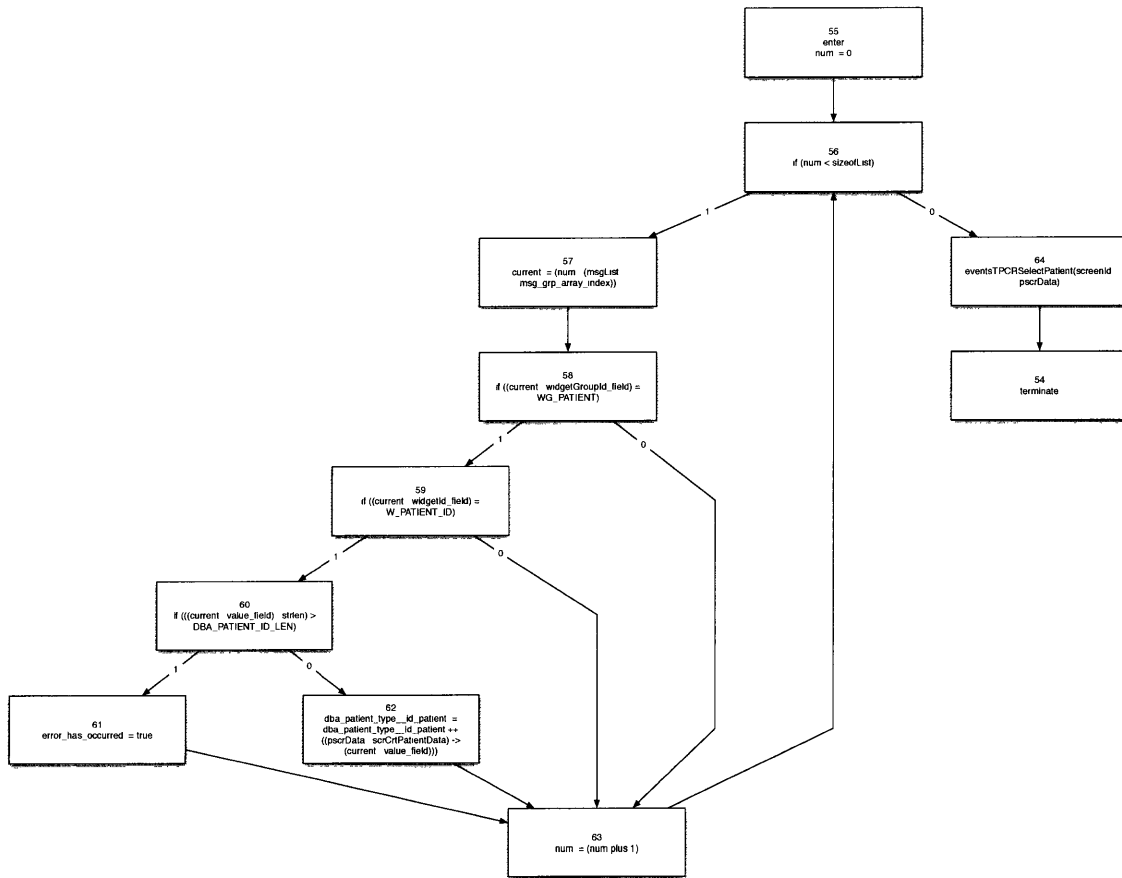 55
enter
num = 0
56
if (num < sizeofList)
1
0
57
current = (num (msgList
msg_grp_array_index))
64
eventsTPCRSelectPatient(screenId
pscrData)
58
if ((current widgetGroupId_field) =
WG_PATIENT)
54
terminate
1
0
59
if ((current widgetId_field) =
W_PATIENT_ID)
1
0
60
if (((current value_field) strlen) >
DBA_PATIENT_ID_LEN)
1
0
61
error_has_occurred = true
62
dba_patient_type__id_patient =
dba_patient_type__id_patient ++
((pscrData scrCrtPatientData) ->
(current value_field)))
63
num = (num plus 1)